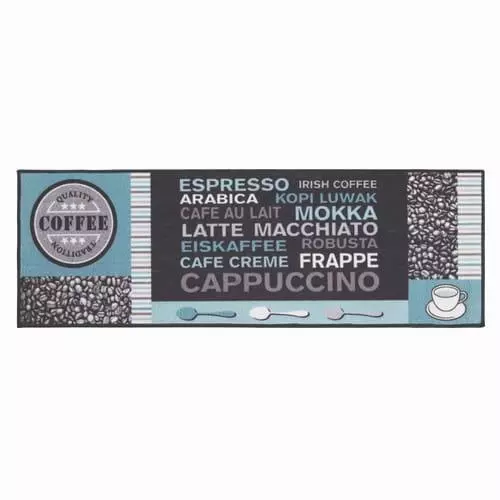 QUALITY
COFFEE
TRADITION
ESPRESSO IRISH COFFEE
ARABICA KOPI LUWAK
CAFE AU LAIT MOKKA
LATTE MACCHIATO
EISKAFFEE ROBUSTA
CAFE CREME FRAPPE
CAPPUCCINO